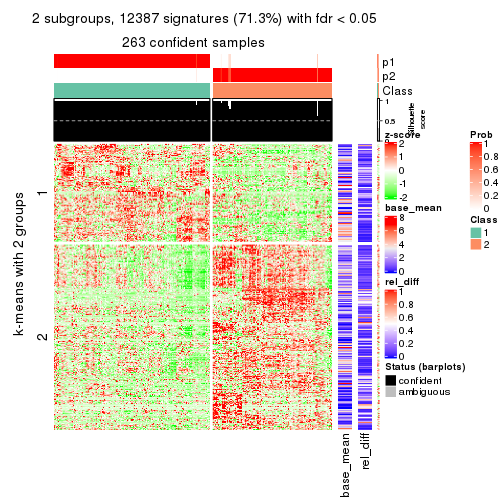 2 subgroups, 12387 signatures (71.3%) with fdr < 0.05
263 confident samples
p1
p2
Class
1
0.5
0
Silhouette
score
k-means with 2 groups
1
2
base_mean
rel_diff
z-score
2
1
0
-1
-2
base_mean
8
6
4
2
0
rel_diff
1
0.8
0.6
0.4
0.2
0
Status (barplots)
confident
ambiguous
Prob
1
0.8
0.6
0.4
0.2
0
Class
1
2